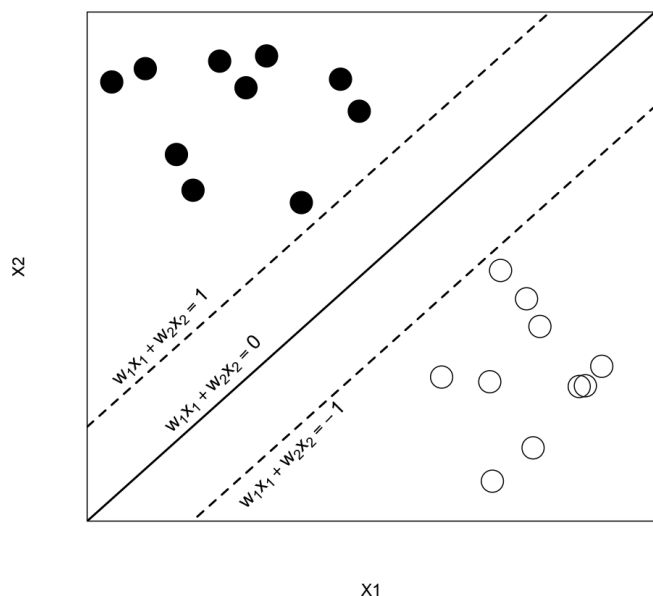 X2
w₁x₁ + w₂x₂ = 1
w₁x₁ + w₂x₂ = 0
w₁x₁ + w₂x₂ = −1
X1